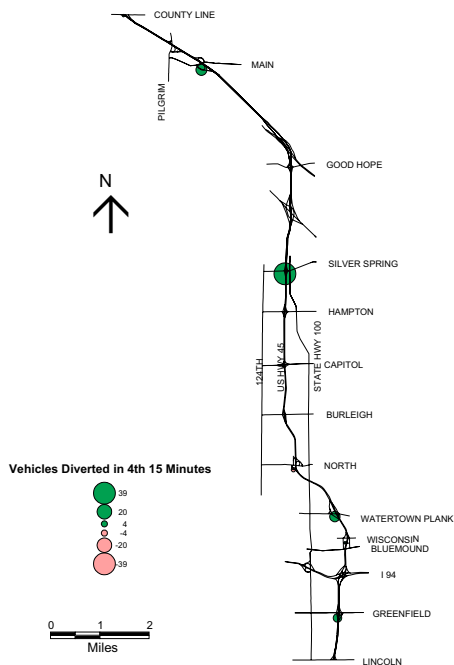 COUNTY LINE
MAIN
PILGRIM
GOOD HOPE
N
SILVER SPRING
HAMPTON
124TH
US HWY 45
STATE HWY 100
CAPITOL
BURLEIGH
NORTH
Vehicles Diverted in 4th 15 Minutes
39
20
4
-4
-20
-39
WATERTOWN PLANK
WISCONSIN
BLUEMOUND
I 94
GREENFIELD
LINCOLN
0 1 2
Miles